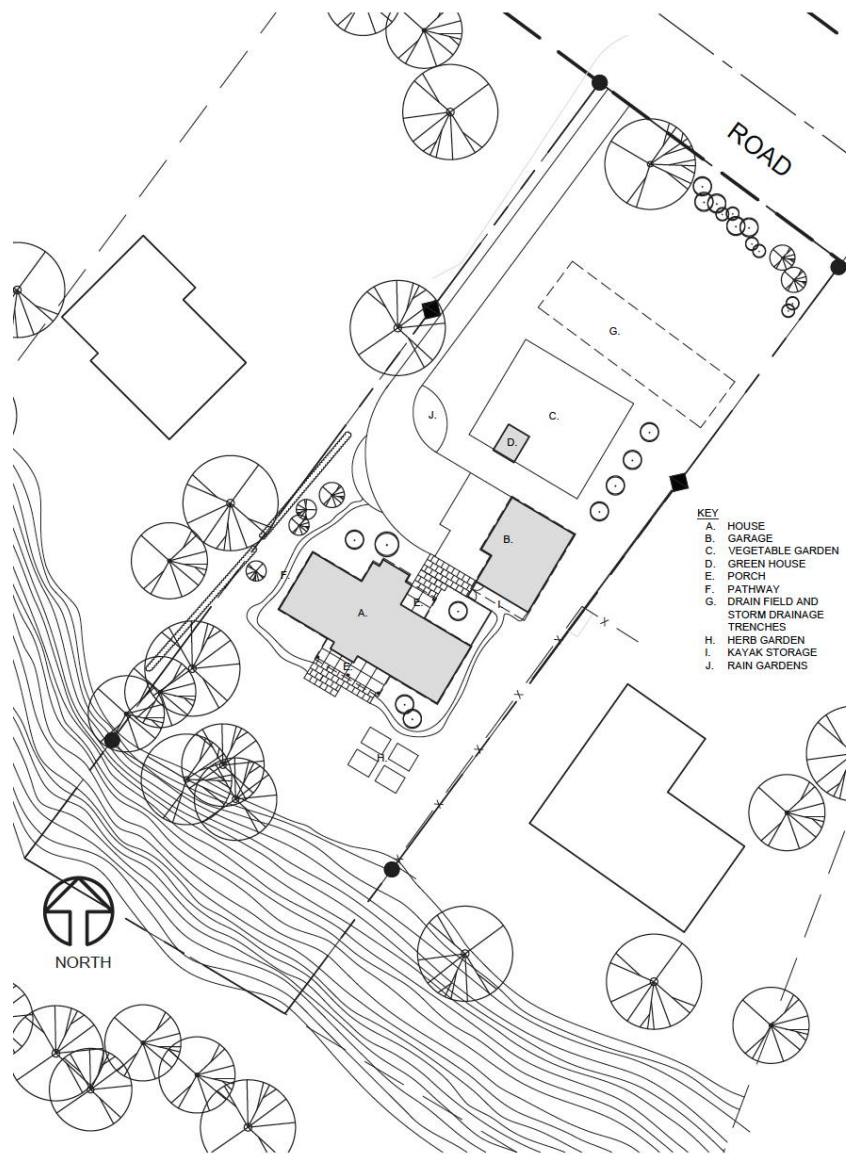 ROAD
G.
J.
C.
D.
B.
F.
E.
I.
A.
E.
H.
X
X
X
X
X
X
KEY
A. HOUSE
B. GARAGE
C. VEGETABLE GARDEN
D. GREEN HOUSE
E. PORCH
F. PATHWAY
G. DRAIN FIELD AND
STORM DRAINAGE
TRENCHES
H. HERB GARDEN
I. KAYAK STORAGE
J. RAIN GARDENS
NORTH